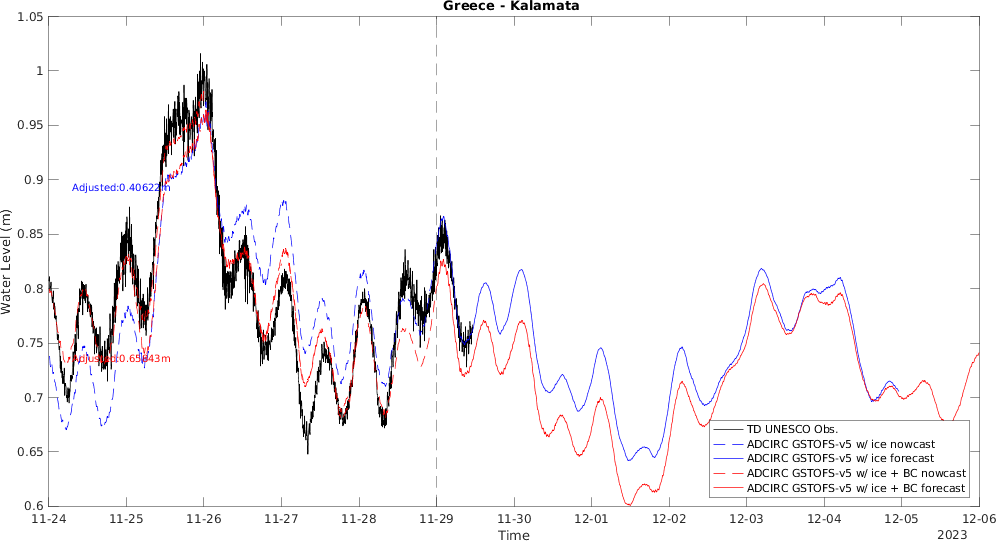 Greece - Kalamata
1.05
1
0.95
0.9
0.85
0.8
0.75
0.7
0.65
0.6
Water Level (m)
Adjusted:0.40622m
Adjusted:0.65843m
TD UNESCO Obs.
ADCIRC GSTOFS-v5 w/ ice nowcast
ADCIRC GSTOFS-v5 w/ ice forecast
ADCIRC GSTOFS-v5 w/ ice + BC nowcast
ADCIRC GSTOFS-v5 w/ ice + BC forecast
11-24 11-25 11-26 11-27 11-28 11-29 11-30 12-01 12-02 12-03 12-04 12-05 12-06
Time
2023